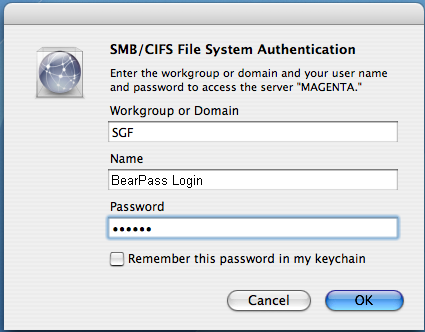 SMB/CIFS File System Authentication
Enter the workgroup or domain and your user name
and password to access the server "MAGENTA."
Workgroup or Domain
SGF
Name
BearPass Login
Password
••••••
Remember this password in my keychain
Cancel
OK